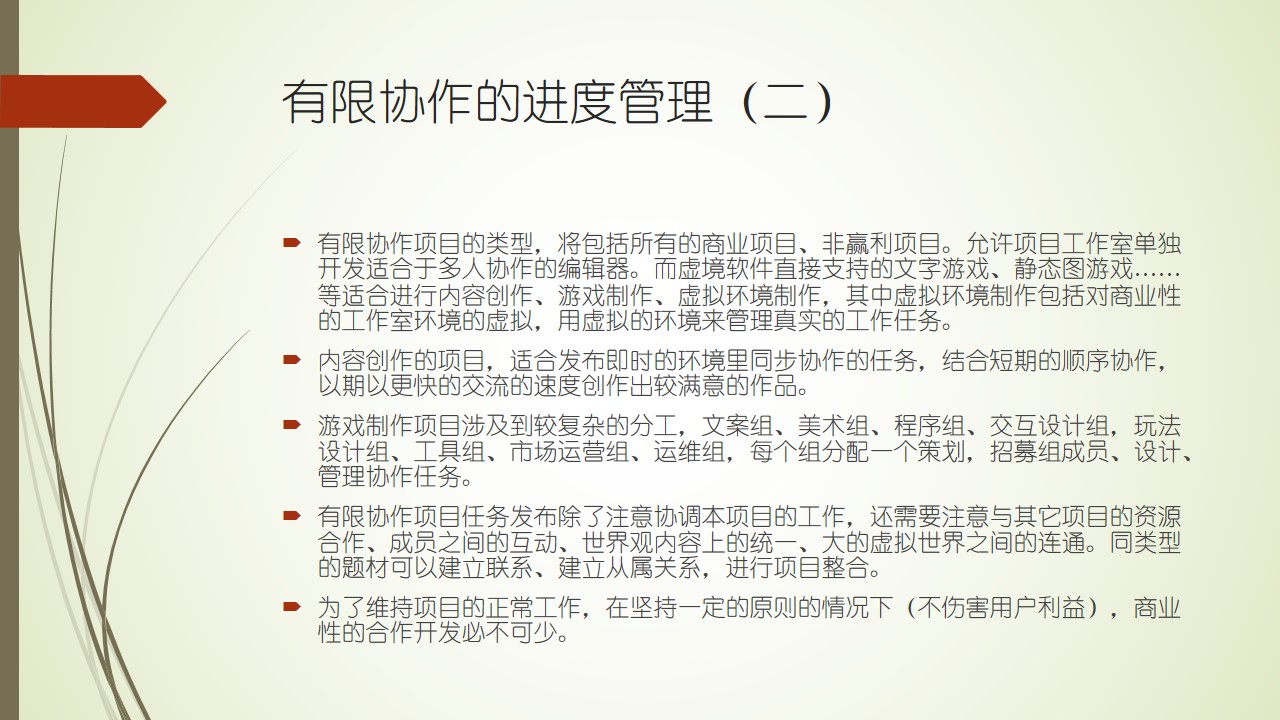 有限协作的进度管理（二）
有限协作项目的类型，将包括所有的商业项目、非赢利项目。允许项目工作室单独
开发适合于多人协作的编辑器。而虚境软件直接支持的文字游戏、静态图游戏……
等适合进行内容创作、游戏制作、虚拟环境制作，其中虚拟环境制作包括对商业性
的工作室环境的虚拟，用虚拟的环境来管理真实的工作任务。
内容创作的项目，适合发布即时的环境里同步协作的任务，结合短期的顺序协作，
以期以更快的交流的速度创作出较满意的作品。
游戏制作项目涉及到较复杂的分工，文案组、美术组、程序组、交互设计组，玩法
设计组、工具组、市场运营组、运维组，每个组分配一个策划，招募组成员、设计、
管理协作任务。
有限协作项目任务发布除了注意协调本项目的工作，还需要注意与其它项目的资源
合作、成员之间的互动、世界观内容上的统一、大的虚拟世界之间的连通。同类型
的题材可以建立联系、建立从属关系，进行项目整合。
为了维持项目的正常工作，在坚持一定的原则的情况下（不伤害用户利益），商业
性的合作开发必不可少。